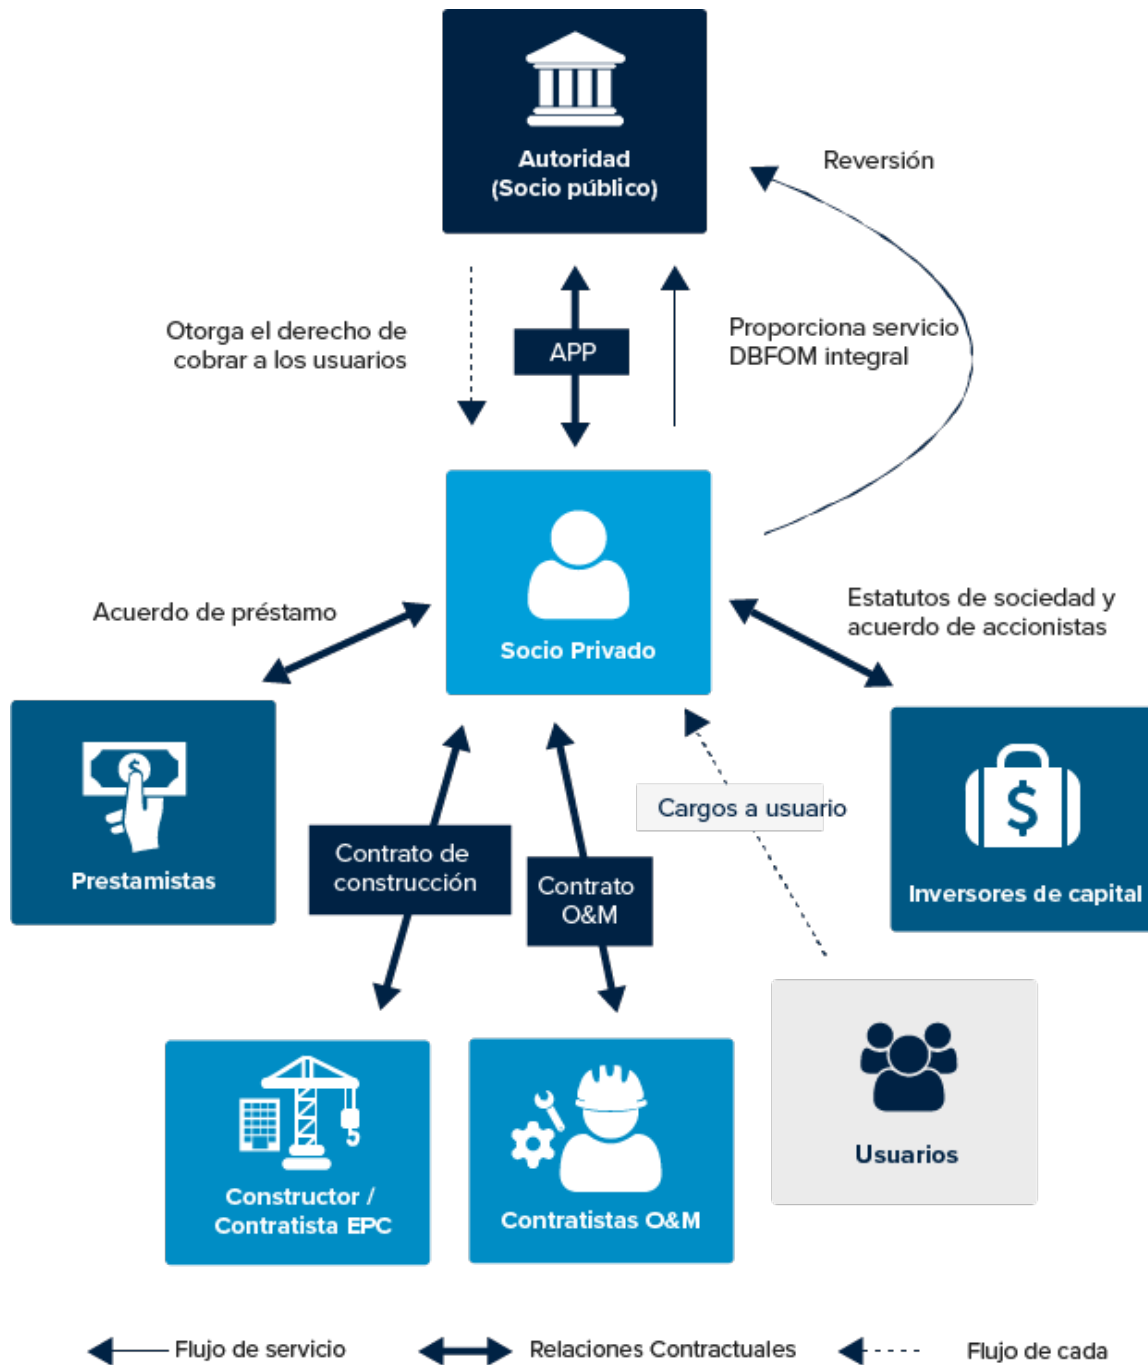 Autoridad
(Socio público)
Reversión
Otorga el derecho de
cobrar a los usuarios
APP
Proporciona servicio
DBFOM integral
Socio Privado
Acuerdo de préstamo
Estatutos de sociedad y
acuerdo de accionistas
Prestamistas
$
Inversores de capital
$
Contrato de
construcción
Contrato
O&M
Cargos a usuario
Constructor /
Contratista EPC
Contratistas O&M
Usuarios
Flujo de servicio
Relaciones Contractuales
Flujo de cada